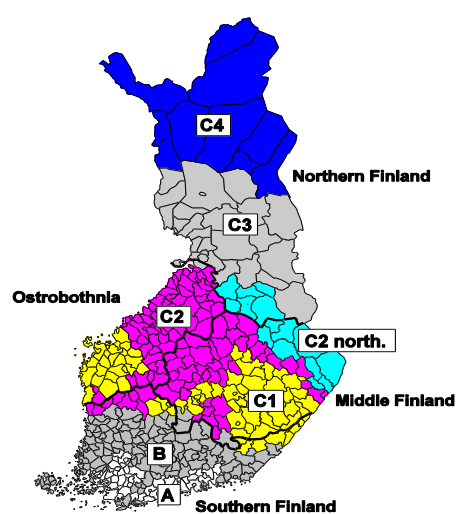 C4
Northern Finland
C3
Ostrobothnia
C2
C2 north.
C1
Middle Finland
B
A
Southern Finland